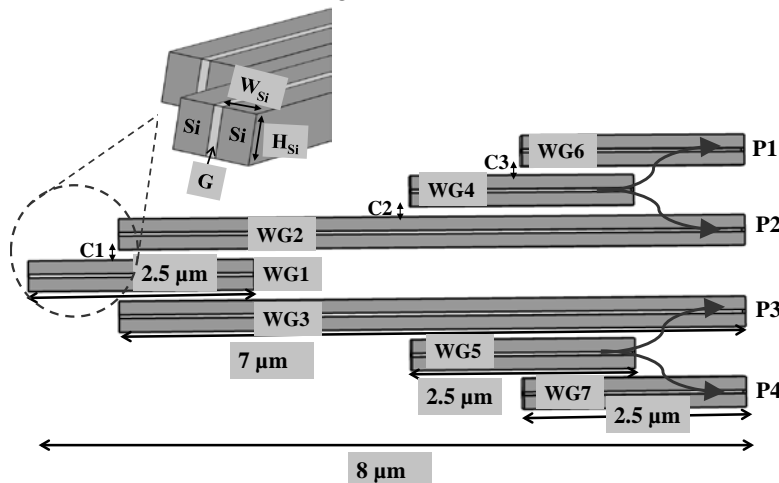 W_Si
Si
Si
H_Si
G
WG6
P1
C3
WG4
C2
WG2
P2
C1
2.5 µm
WG1
WG3
P3
7 µm
WG5
2.5 µm
WG7
P4
2.5 µm
8 µm